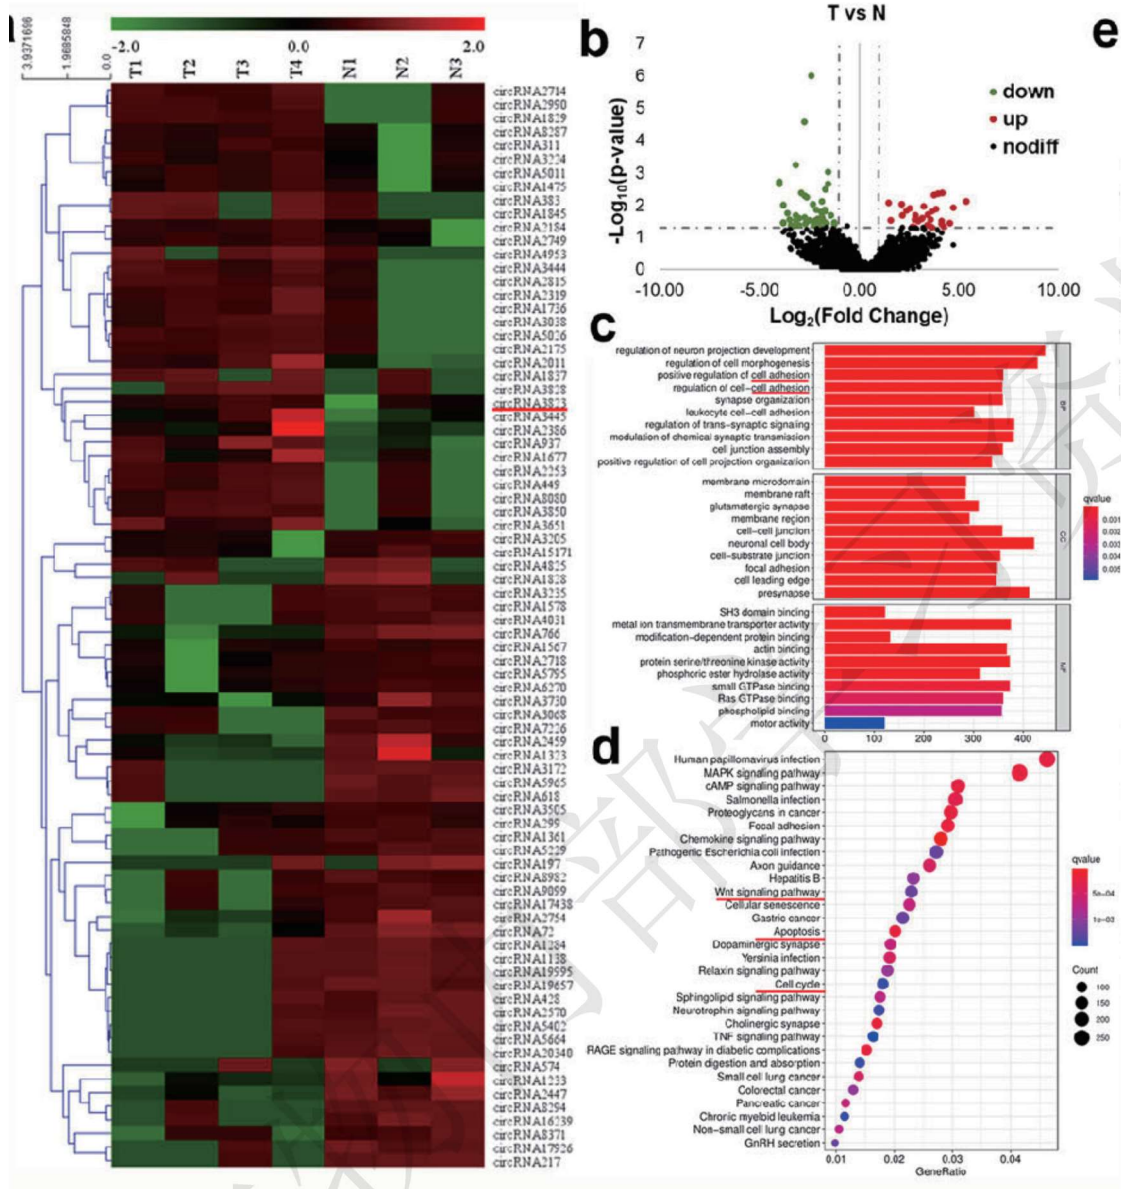 3.9371696
1.9685848
0.0
-2.0
0.0
2.0
T1
T2
T3
T4
N1
N2
N3
circRNA2714
circRNA2990
circRNA1829
circRNA8287
circRNA311
circRNA3224
circRNA5011
circRNA1475
circRNA383
circRNA1845
circRNA2184
circRNA2749
circRNA4953
circRNA3444
circRNA2815
circRNA2319
circRNA1736
circRNA3038
circRNA5026
circRNA2175
circRNA2011
circRNA1837
circRNA3828
circRNA3823
circRNA3445
circRNA2386
circRNA937
circRNA1677
circRNA2253
circRNA449
circRNA8080
circRNA3850
circRNA3651
circRNA3205
circRNA15171
circRNA4825
circRNA1828
circRNA3235
circRNA1578
circRNA4031
circRNA766
circRNA1567
circRNA2718
circRNA5795
circRNA6270
circRNA3730
circRNA3068
circRNA7226
circRNA2459
circRNA1323
circRNA3172
circRNA5965
circRNA618
circRNA3505
circRNA299
circRNA1361
circRNA5229
circRNA197
circRNA8982
circRNA9099
circRNA17438
circRNA2754
circRNA72
circRNA1284
circRNA1138
circRNA19995
circRNA19657
circRNA428
circRNA2570
circRNA5402
circRNA5664
circRNA20340
circRNA574
circRNA1233
circRNA2447
circRNA8294
circRNA16239
circRNA8371
circRNA17926
circRNA217
b
T vs N
-Log10(p-value)
7
6
5
4
3
2
1
0
down
up
nodiff
-10.00
-5.00
0.00
5.00
10.00
Log2(Fold Change)
e
c
regulation of neuron projection development
regulation of cell morphogenesis
positive regulation of cell adhesion
regulation of cell-cell adhesion
synapse organization
leukocyte cell-cell adhesion
regulation of trans-synaptic signaling
modulation of chemical synaptic transmission
cell junction assembly
positive regulation of cell projection organization
BP
membrane microdomain
membrane raft
glutamatergic synapse
membrane region
cell-cell junction
neuronal cell body
cell-substrate junction
focal adhesion
cell leading edge
presynapse
CC
SH3 domain binding
metal ion transmembrane transporter activity
modification-dependent protein binding
actin binding
protein serine/threonine kinase activity
phosphoric ester hydrolase activity
small GTPase binding
Ras GTPase binding
phospholipid binding
motor activity
MF
0
100
200
300
400
qvalue
0.001
0.002
0.003
0.004
0.005
d
Human papillomavirus infection
MAPK signaling pathway
cAMP signaling pathway
Salmonella infection
Proteoglycans in cancer
Focal adhesion
Chemokine signaling pathway
Pathogenic Escherichia coli infection
Axon guidance
Hepatitis B
Wnt signaling pathway
Cellular senescence
Gastric cancer
Apoptosis
Dopaminergic synapse
Yersinia infection
Relaxin signaling pathway
Cell cycle
Sphingolipid signaling pathway
Neurotrophin signaling pathway
Cholinergic synapse
TNF signaling pathway
RAGE signaling pathway in diabetic complications
Protein digestion and absorption
Small cell lung cancer
Colorectal cancer
Pancreatic cancer
Chronic myeloid leukemia
Non-small cell lung cancer
GnRH secretion
0.01
0.02
0.03
0.04
GeneRatio
qvalue
5e-04
1e-03
Count
100
150
200
250